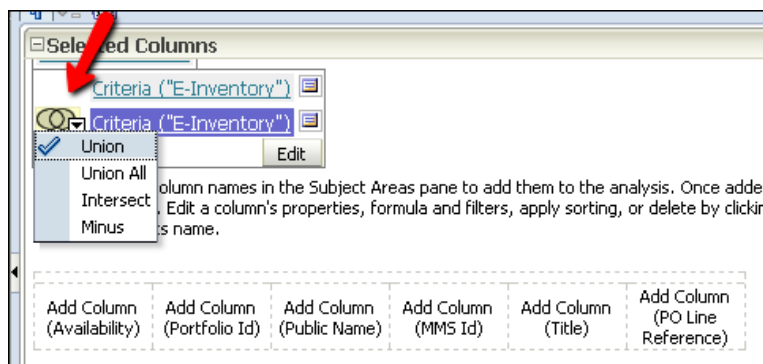 Selected Columns
Criteria ("E-Inventory")
Criteria ("E-Inventory")
Union
Edit
Union All
Intersect
Minus
olumn names in the Subject Areas pane to add them to the analysis. Once adde
. Edit a column's properties, formula and filters, apply sorting, or delete by clickin
s name.
Add Column
(Availability)
Add Column
(Portfolio Id)
Add Column
(Public Name)
Add Column
(MMS Id)
Add Column
(Title)
Add Column
(PO Line
Reference)